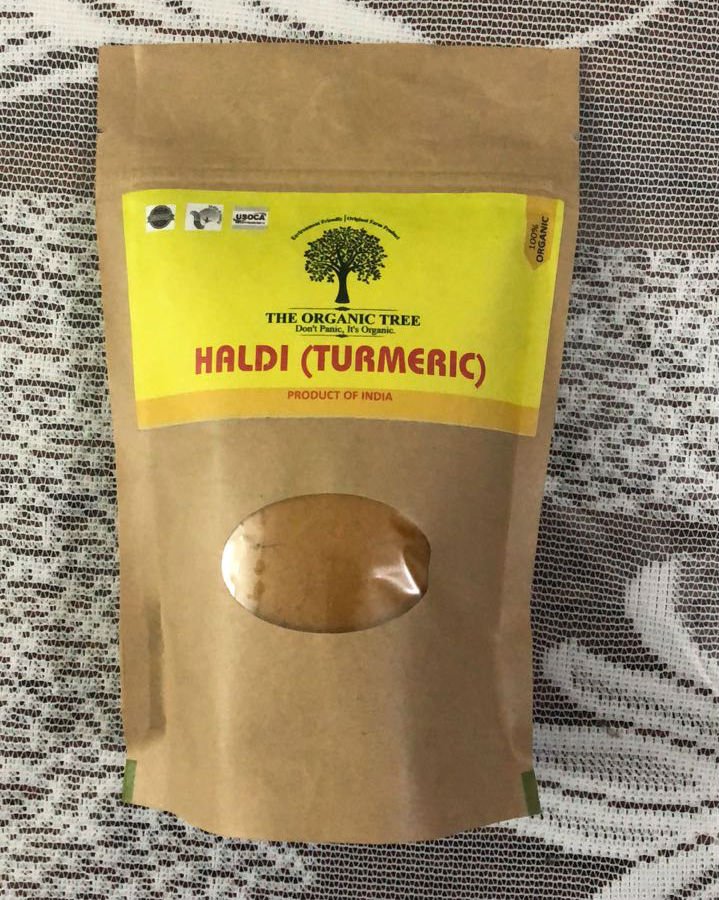 USOCA
Environment Friendly | Original Farm Product
100%
ORGANIC
THE ORGANIC TREE
Don't Panic, It's Organic.
HALDI (TURMERIC)
PRODUCT OF INDIA